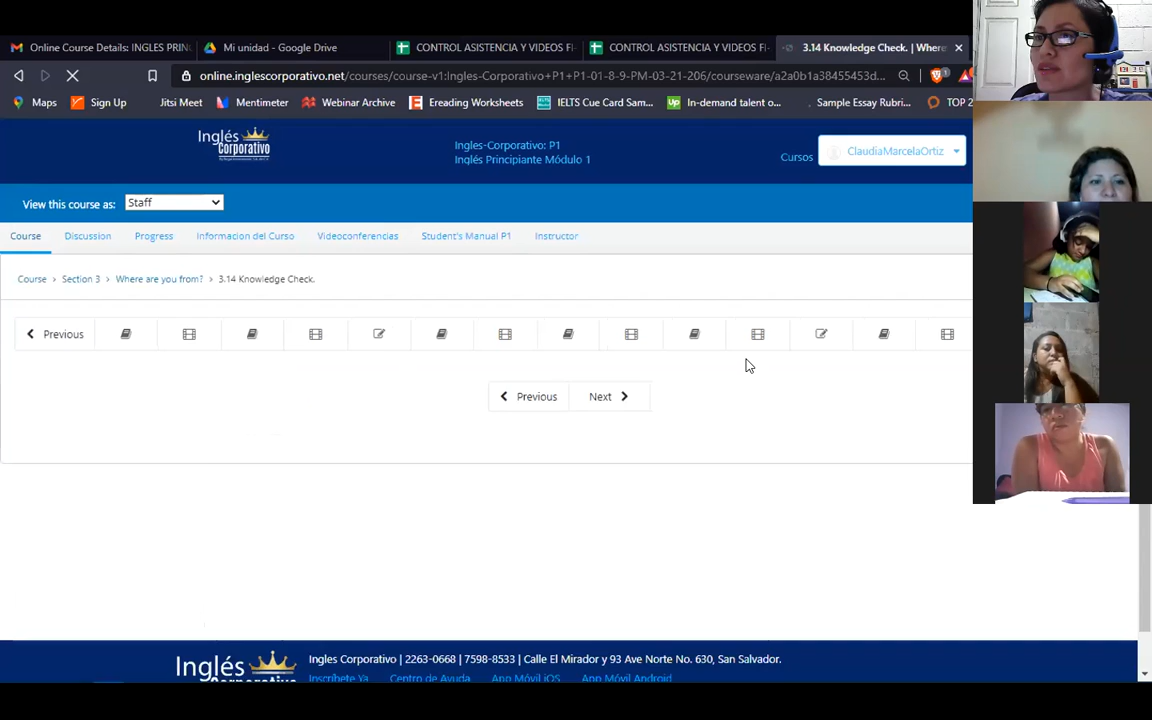 Online Course Details: INGLES PRIN
Mi unidad - Google Drive
CONTROL ASISTENCIA Y VIDEOS FI
CONTROL ASISTENCIA Y VIDEOS FI
3.14 Knowledge Check. | Where
online.inglescorporativo.net/courses/course-v1:Ingles-Corporativo+P1+P1-01-8-9-PM-03-21-206/courseware/a2a0b1a38455453d...
Maps
Sign Up
Jitsi Meet
Mentimeter
Webinar Archive
Ereading Worksheets
IELTS Cue Card Sam...
In-demand talent o...
Sample Essay Rubri...
TOP 2
Inglés
Corporativo
Ingles-Corporativo: P1
Inglés Principiante Módulo 1
Cursos
ClaudiaMarcelaOrtiz
View this course as:
Staff
Course
Discussion
Progress
Informacion del Curso
Videoconferencias
Student's Manual P1
Instructor
Course > Section 3 > Where are you from? > 3.14 Knowledge Check.
Previous
Previous
Next
Inglés
Corporativo
Ingles Corporativo | 2263-0668 | 7598-8533 | Calle El Mirador y 93 Ave Norte No. 630, San Salvador.
Inscríbete Ya
Centro de Ayuda
App Móvil iOS
App Móvil Android